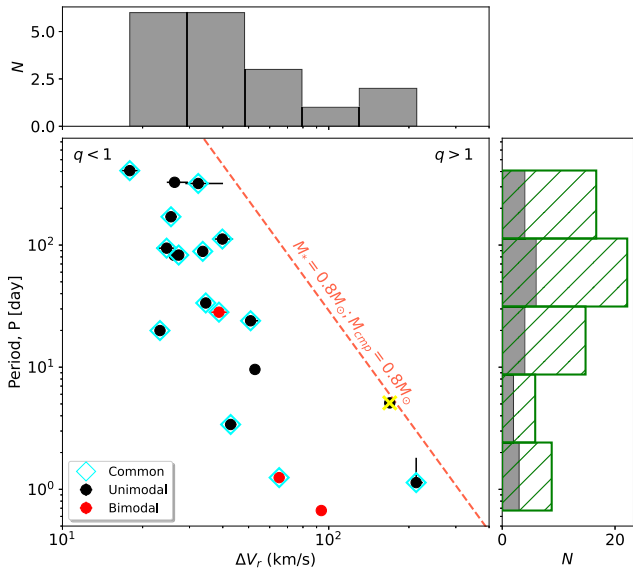 5.0
2.5
0.0
N
q < 1
q > 1
10²
10¹
10⁰
Period, P [day]
M* = 0.8M⊙; Mcmp = 0.8M⊙
Common
Unimodal
Bimodal
10¹
10²
ΔVr (km/s)
0
20
N